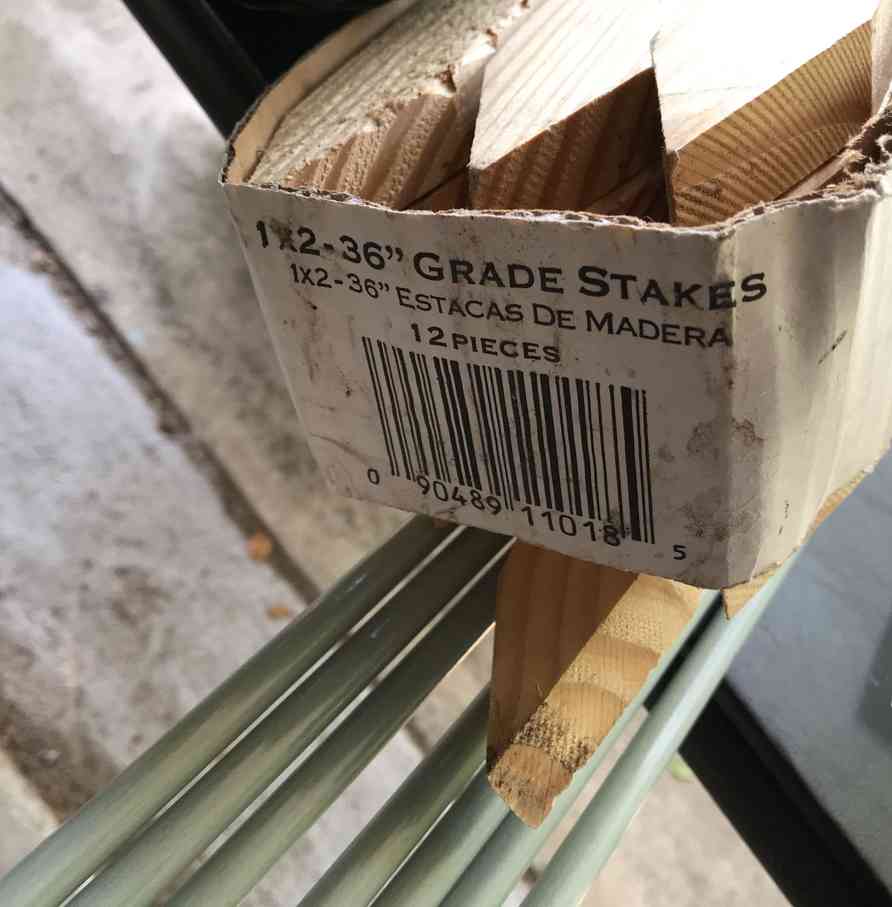 1X2-36” GRADE STAKES
1X2-36” ESTACAS DE MADERA
12 PIECES
0 90489 11018 5